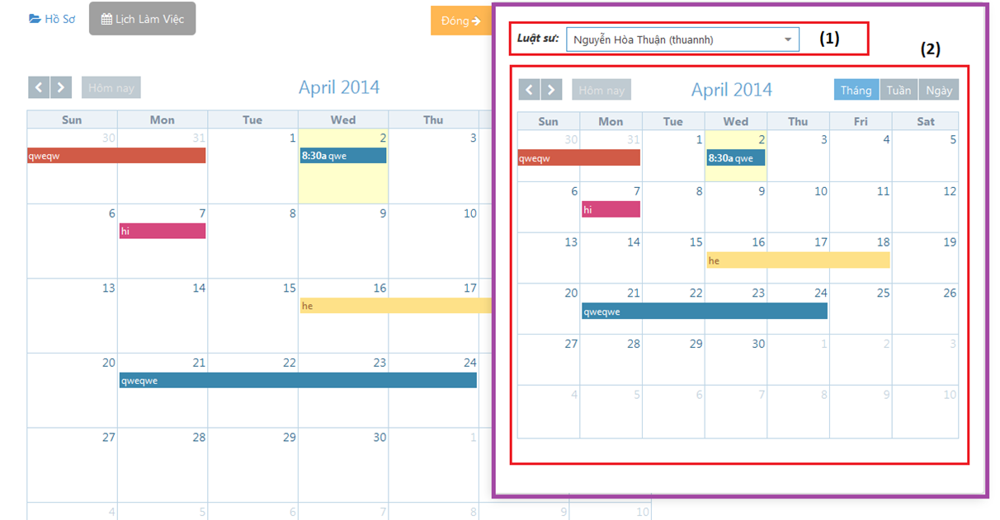 Hồ Sơ
Lịch Làm Việc
Đóng
Hôm nay
April 2014
Sun Mon Tue Wed Thu
30 31 1 2 3
qweqw
8:30a qwe
6 7 8 9 10
hi
13 14 15 16 17
he
20 21 22 23 24
qweqwe
27 28 29 30 1
4 5 6 7 8 9 10
Luật sư: Nguyễn Hòa Thuận (thuannh) (1)
(2)
Hôm nay
April 2014
Tháng Tuần Ngày
Sun Mon Tue Wed Thu Fri Sat
30 31 1 2 3 4 5
qweqw 8:30a qwe
6 7 8 9 10 11 12
hi
13 14 15 16 17 18 19
he
20 21 22 23 24 25 26
qweqwe
27 28 29 30 1 2 3
4 5 6 7 8 9 10